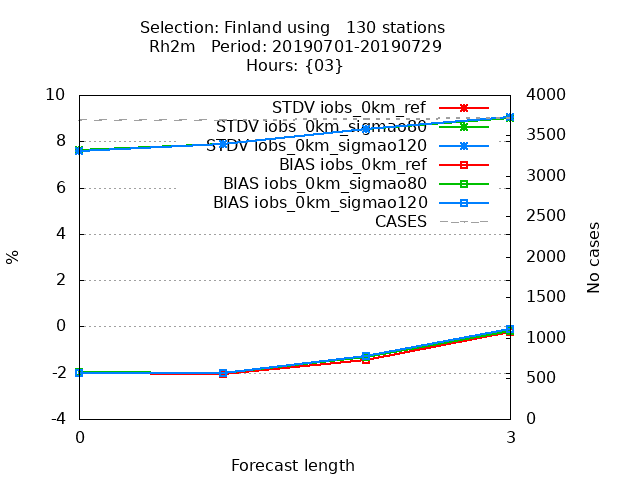 Selection: Finland using 130 stations
Rh2m Period: 20190701-20190729
Hours: {03}
10
8
6
4
2
0
-2
-4
%
4000
3500
3000
2500
2000
1500
1000
500
0
No cases
STDV iobs_0km_ref
STDV iobs_0km_sigmao80
STDV iobs_0km_sigmao120
BIAS iobs_0km_ref
BIAS iobs_0km_sigmao80
BIAS iobs_0km_sigmao120
CASES
0 3
Forecast length